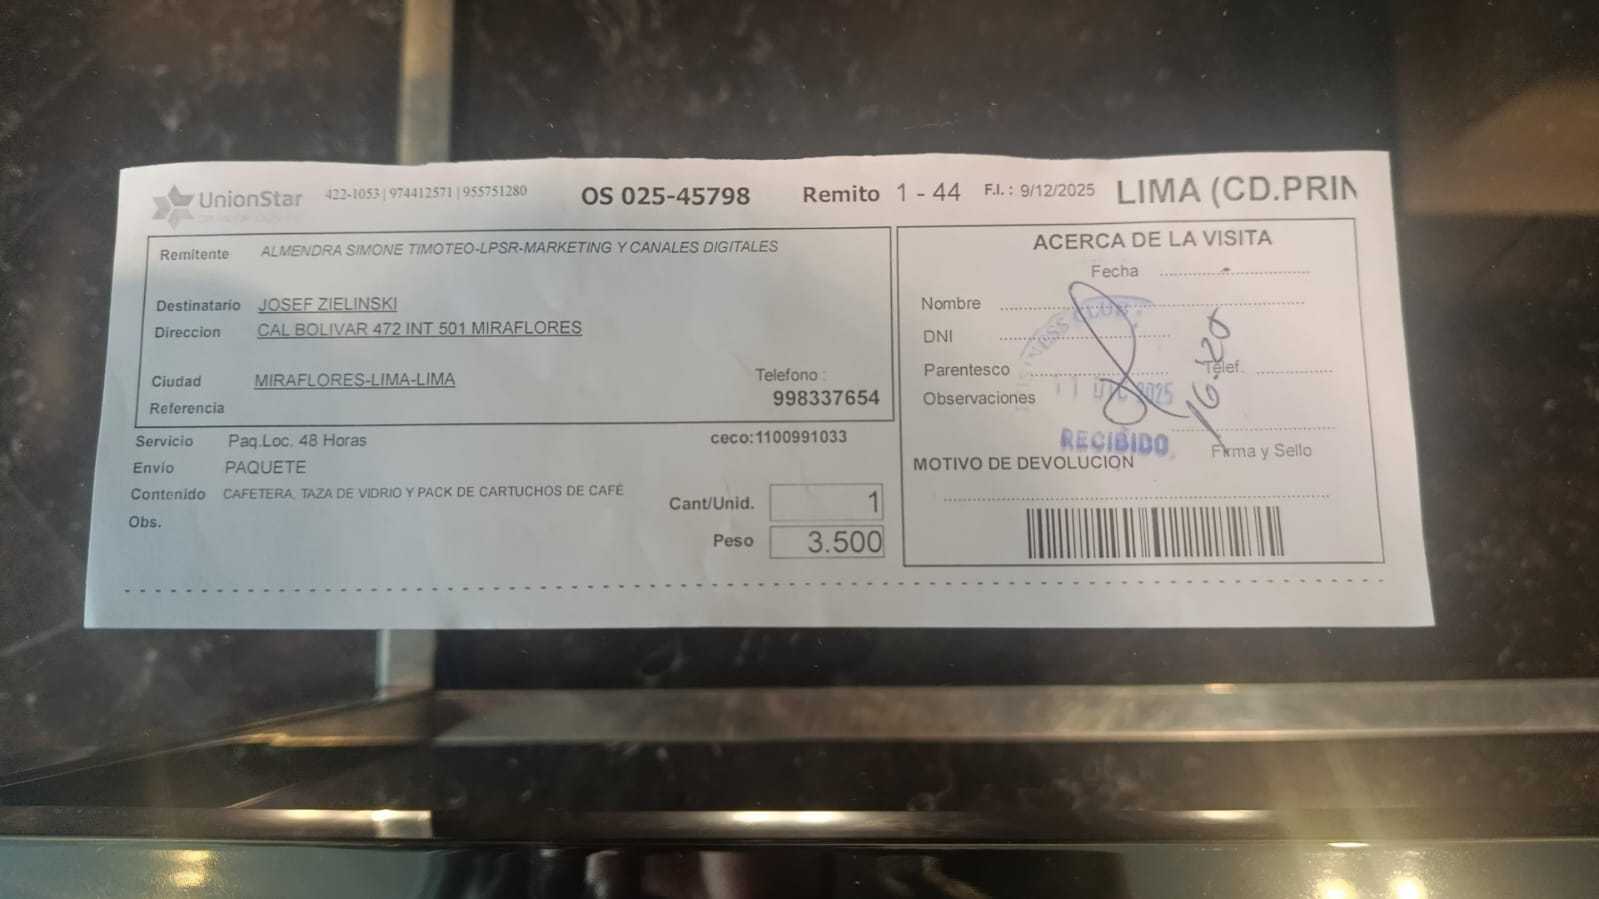 UnionStar 422-1053 | 974412571 | 955751280 OS 025-45798 Remito 1 - 44 F.I.: 9/12/2025 LIMA (CD.PRIN
Remitente ALMENDRA SIMONE TIMOTEO-LPSR-MARKETING Y CANALES DIGITALES
Destinatario JOSEF ZIELINSKI
Direccion CAL BOLIVAR 472 INT 501 MIRAFLORES
Ciudad MIRAFLORES-LIMA-LIMA
Telefono :
998337654
Referencia
Servicio Paq.Loc. 48 Horas ceco:1100991033
Envío PAQUETE
Contenido CAFETERA, TAZA DE VIDRIO Y PACK DE CARTUCHOS DE CAFÉ
Cant/Unid. 1
Obs.
Peso 3.500
ACERCA DE LA VISITA
Fecha
Nombre
DNI
Parentesco Telef.
Observaciones
11 DIC 2025
16:20
RECIBIDO
Firma y Sello
MOTIVO DE DEVOLUCION